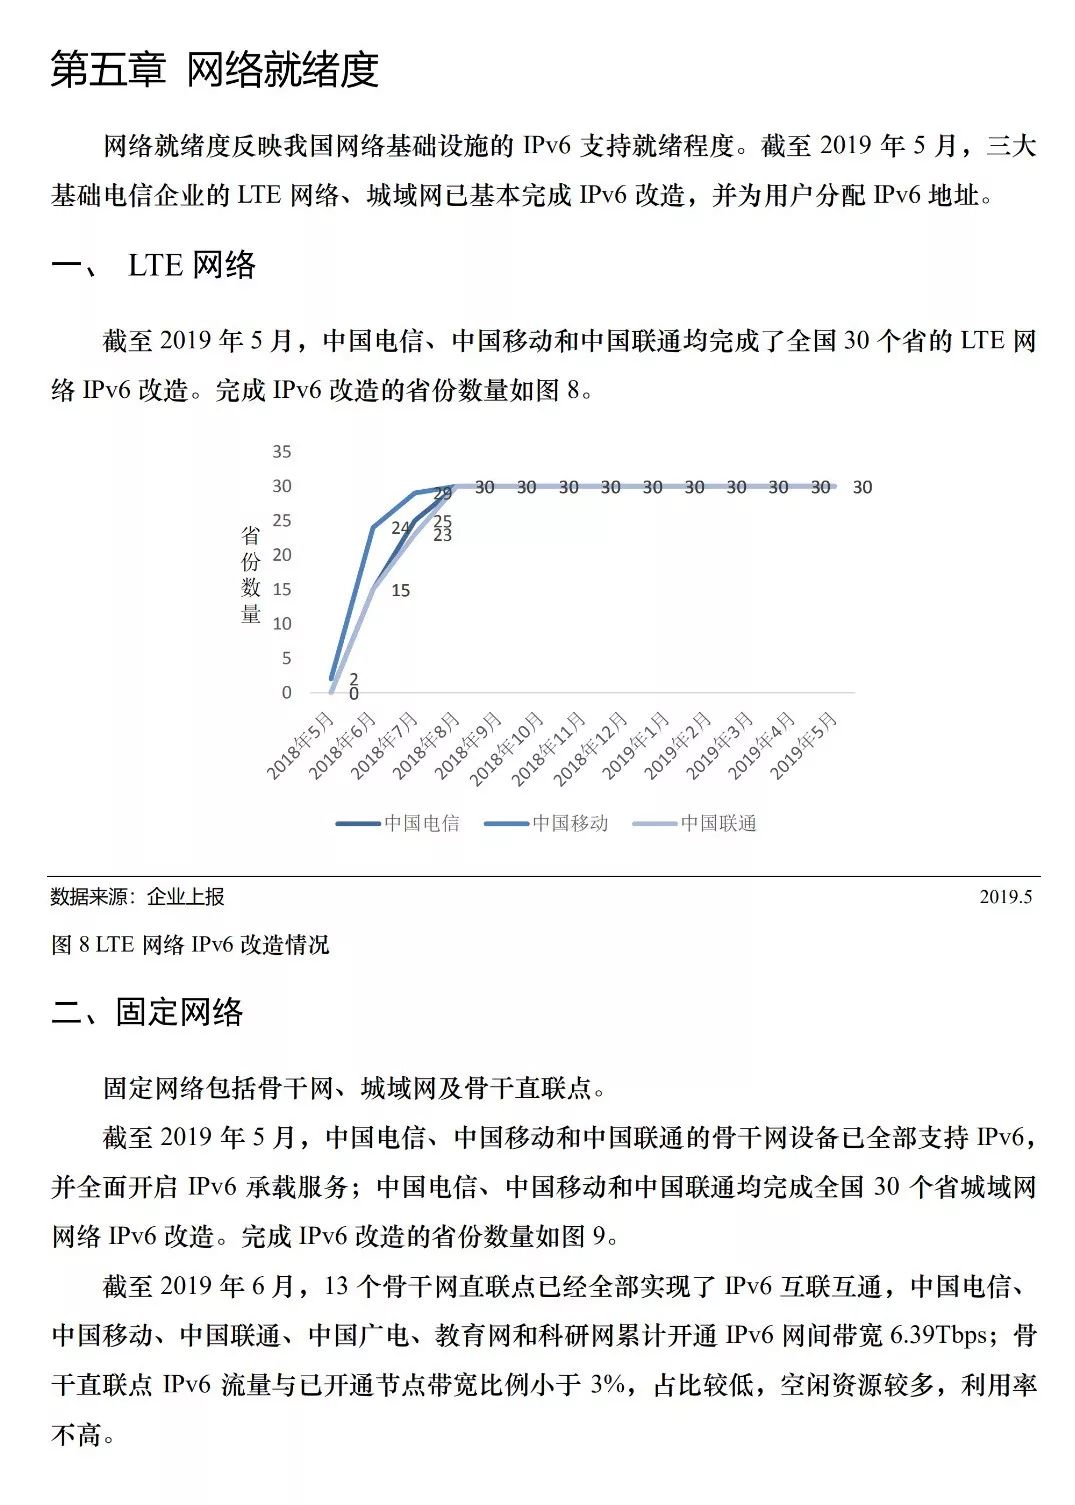 第五章 网络就绪度
网络就绪度反映我国网络基础设施的 IPv6 支持就绪程度。截至 2019 年 5 月，三大
基础电信企业的 LTE 网络、城域网已基本完成 IPv6 改造，并为用户分配 IPv6 地址。
一、 LTE 网络
截至 2019 年 5 月，中国电信、中国移动和中国联通均完成了全国 30 个省的 LTE 网
络 IPv6 改造。完成 IPv6 改造的省份数量如图 8。
35
30
25
20
15
10
5
0
省份数量
29
25
23
24
15
2
0
30 30 30 30 30 30 30 30 30 30
2018年5月 2018年6月 2018年7月 2018年8月 2018年9月 2018年10月 2018年11月 2018年12月 2019年1月 2019年2月 2019年3月 2019年4月 2019年5月
中国电信 中国移动 中国联通
数据来源：企业上报 2019.5
图 8 LTE 网络 IPv6 改造情况
二、固定网络
固定网络包括骨干网、城域网及骨干直联点。
截至 2019 年 5 月，中国电信、中国移动和中国联通的骨干网设备已全部支持 IPv6，
并全面开启 IPv6 承载服务；中国电信、中国移动和中国联通均完成全国 30 个省城域网
网络 IPv6 改造。完成 IPv6 改造的省份数量如图 9。
截至 2019 年 6 月，13 个骨干网直联点已经全部实现了 IPv6 互联互通，中国电信、
中国移动、中国联通、中国广电、教育网和科研网累计开通 IPv6 网间带宽 6.39Tbps；骨
干直联点 IPv6 流量与已开通节点带宽比例小于 3%，占比较低，空闲资源较多，利用率
不高。